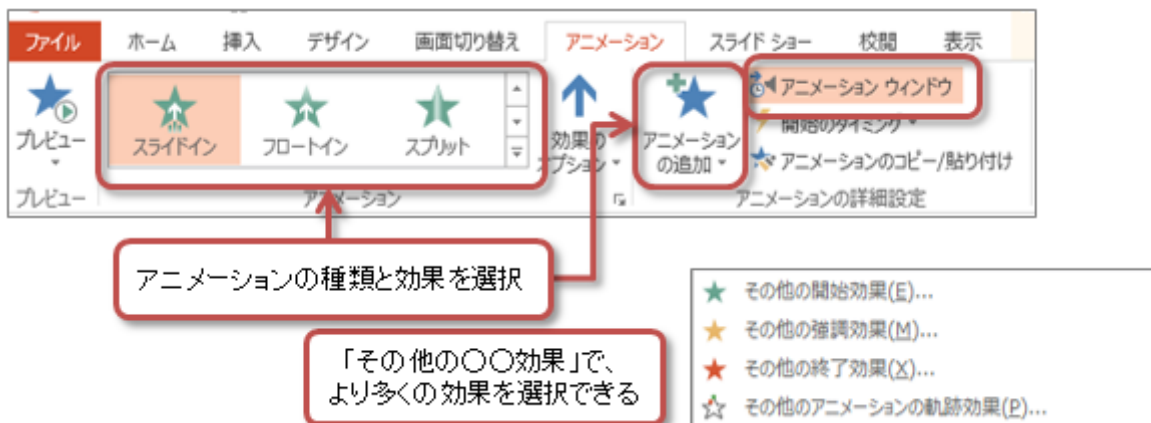 ファイル ホーム 挿入 デザイン 画面切り替え アニメーション スライド ショー 校閲 表示
プレビュー
スライドイン フロートイン スプリット
効果の
オプション
アニメーション
の追加
アニメーション ウィンドウ
開始のタイミング
アニメーションのコピー/貼り付け
プレビュー アニメーション アニメーションの詳細設定
アニメーションの種類と効果を選択
「その他の〇〇効果」で、
より多くの効果を選択できる
その他の開始効果(E)...
その他の強調効果(M)...
その他の終了効果(X)...
その他のアニメーションの軌跡効果(P)...